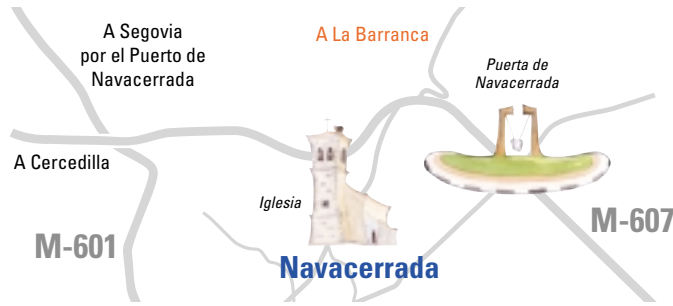 A Segovia
por el Puerto de
Navacerrada
A La Barranca
Puerta de
Navacerrada
A Cercedilla
Iglesia
M-601
M-607
Navacerrada